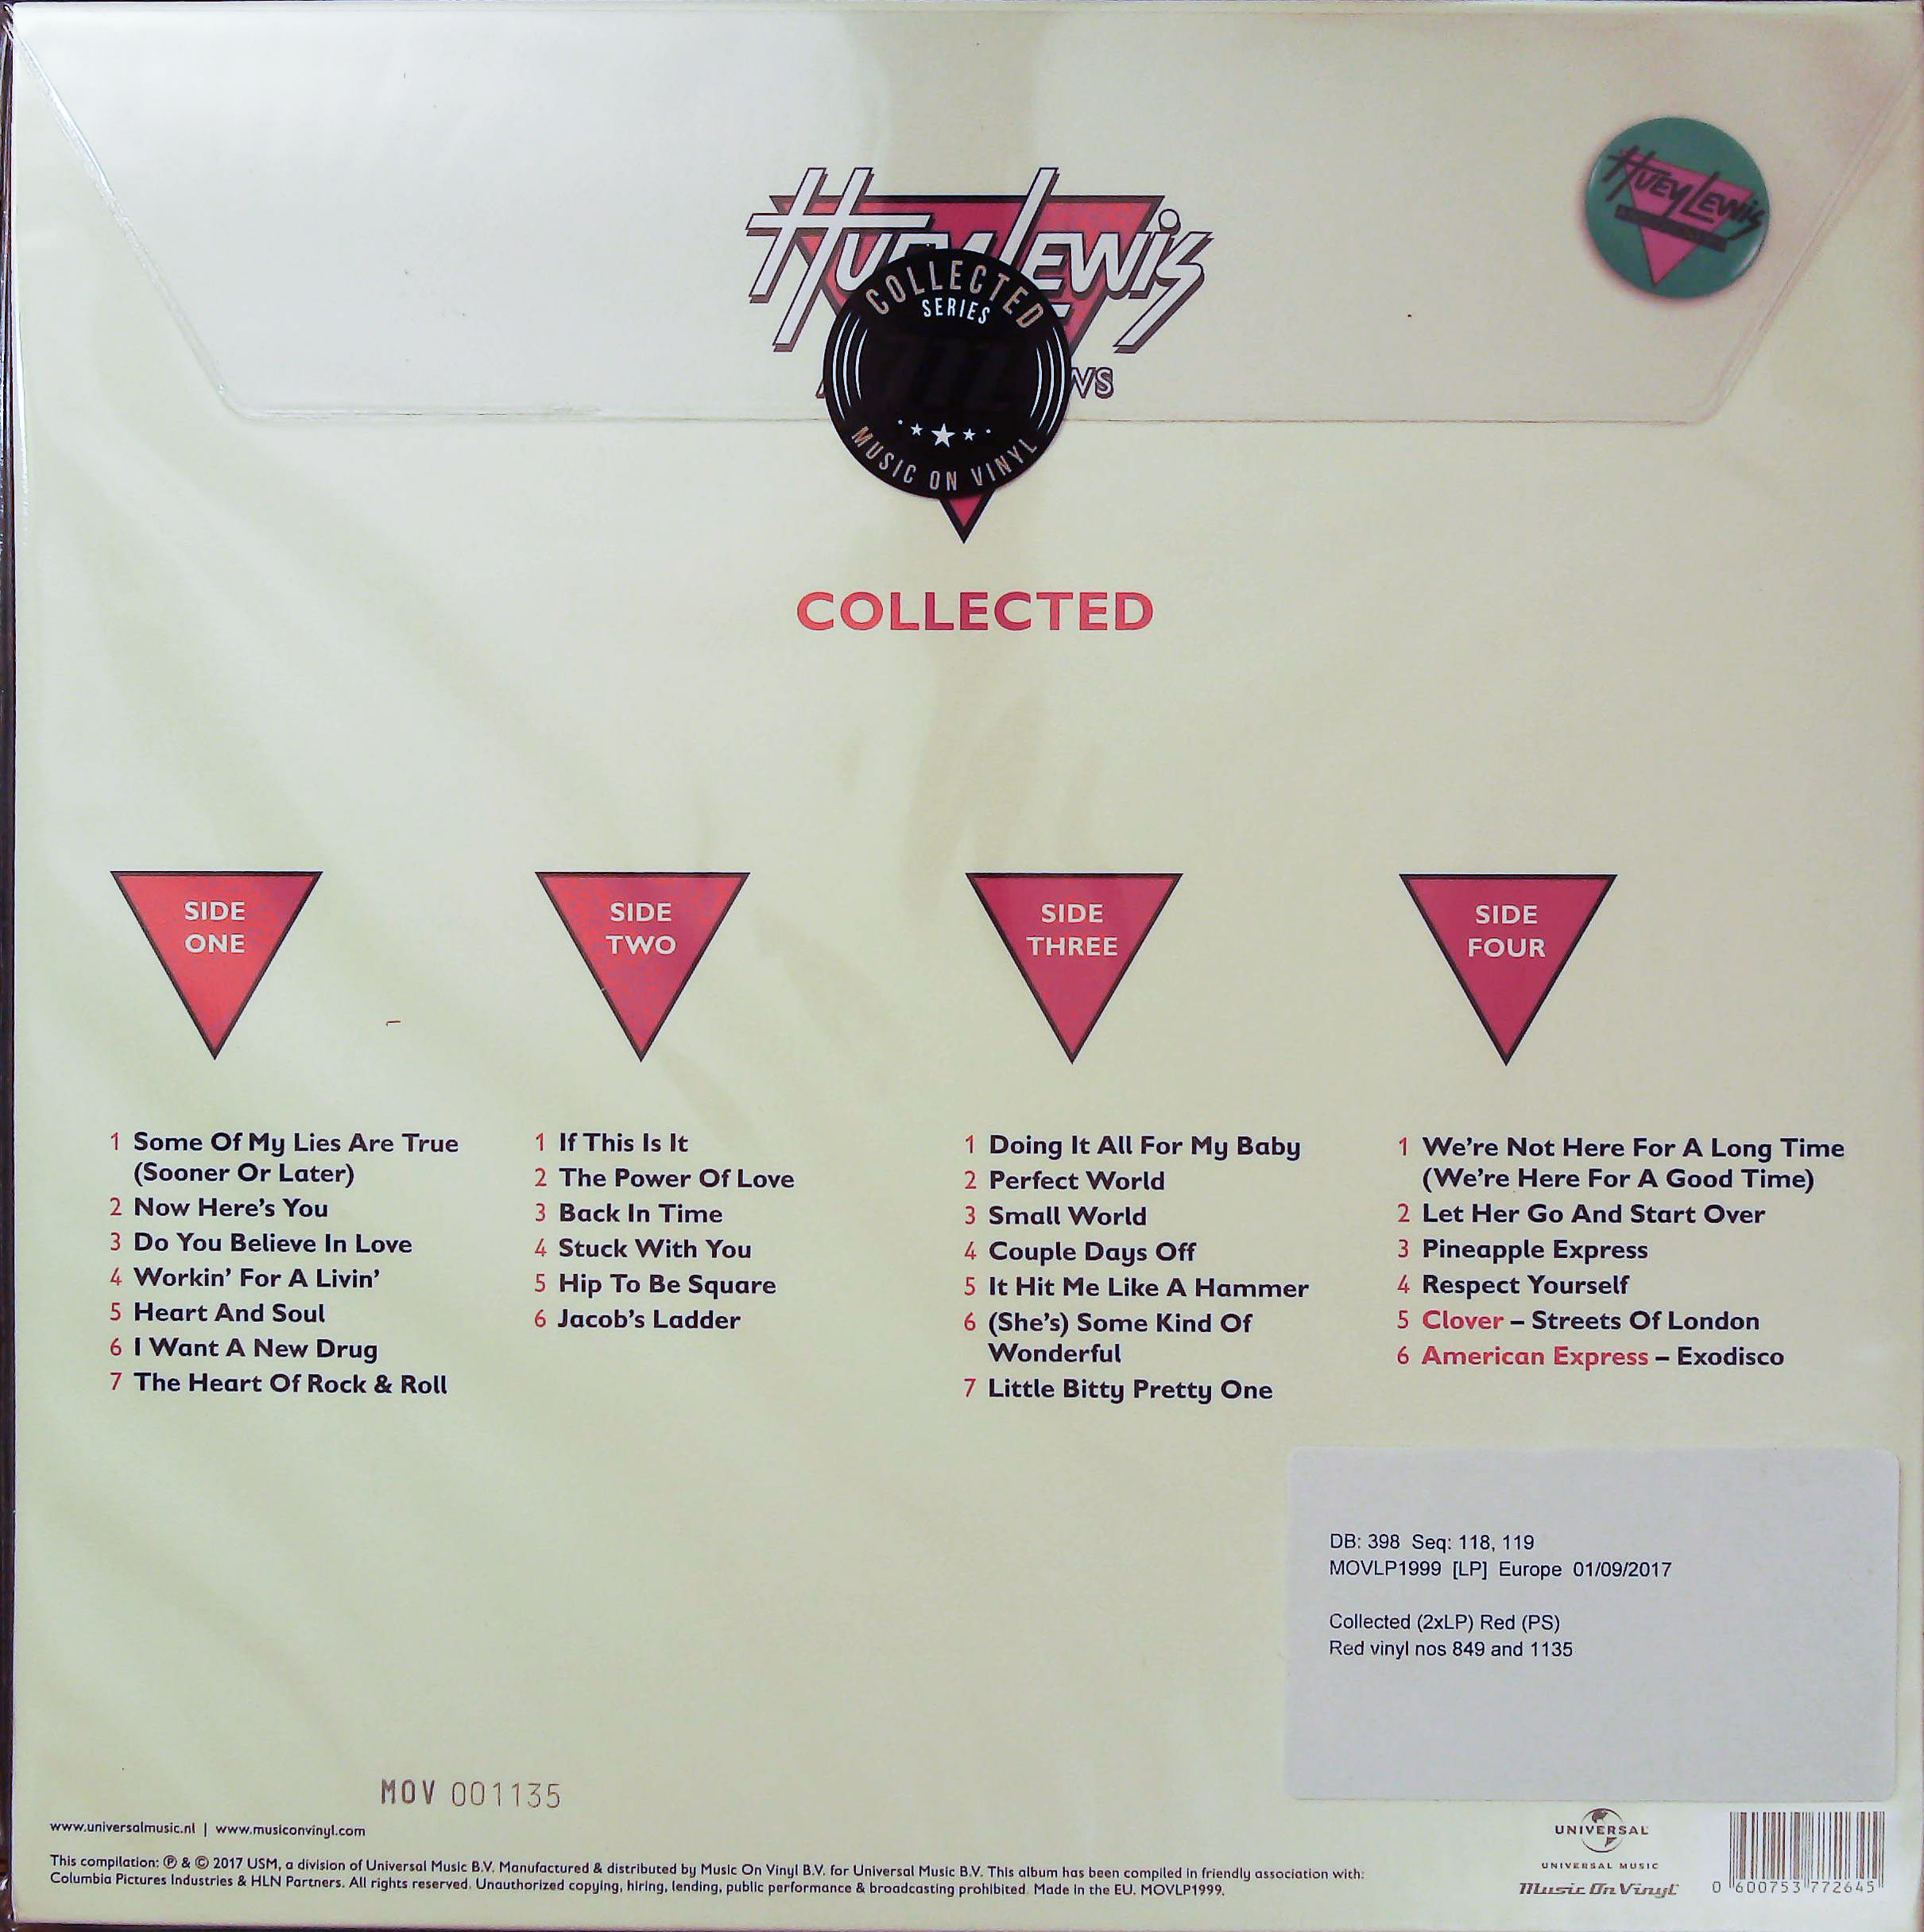 HUEY LEWIS
COLLECTED
SERIES
MUSIC ON VINYL
HUEY LEWIS
COLLECTED
SIDE
ONE
1 Some Of My Lies Are True
(Sooner Or Later)
2 Now Here's You
3 Do You Believe In Love
4 Workin' For A Livin'
5 Heart And Soul
6 I Want A New Drug
7 The Heart Of Rock & Roll
SIDE
TWO
1 If This Is It
2 The Power Of Love
3 Back In Time
4 Stuck With You
5 Hip To Be Square
6 Jacob's Ladder
SIDE
THREE
1 Doing It All For My Baby
2 Perfect World
3 Small World
4 Couple Days Off
5 It Hit Me Like A Hammer
6 (She's) Some Kind Of
Wonderful
7 Little Bitty Pretty One
SIDE
FOUR
1 We're Not Here For A Long Time
(We're Here For A Good Time)
2 Let Her Go And Start Over
3 Pineapple Express
4 Respect Yourself
5 Clover – Streets Of London
6 American Express – Exodisco
DB: 398 Seq: 118, 119
MOVLP1999 [LP] Europe 01/09/2017
Collected (2xLP) Red (PS)
Red vinyl nos 849 and 1135
MOV 001135
www.universalmusic.nl | www.musiconvinyl.com
This compilation: ℗ & © 2017 USM, a division of Universal Music B.V. Manufactured & distributed by Music On Vinyl B.V. for Universal Music B.V. This album has been compiled in friendly association with:
Columbia Pictures Industries & HLN Partners. All rights reserved. Unauthorized copying, hiring, lending, public performance & broadcasting prohibited. Made in the EU. MOVLP1999.
UNIVERSAL
UNIVERSAL MUSIC
Music On Vinyl
0 600753 772645